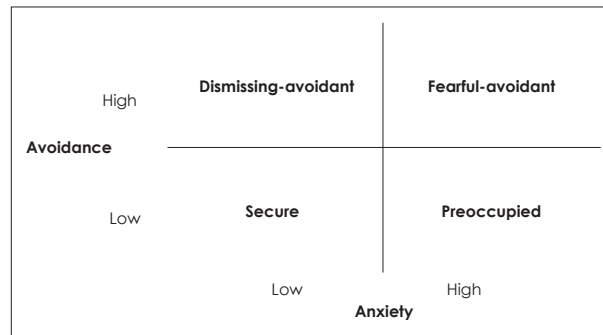 Dismissing-avoidant Fearful-avoidant
High
Avoidance
Secure Preoccupied
Low
Low High
Anxiety